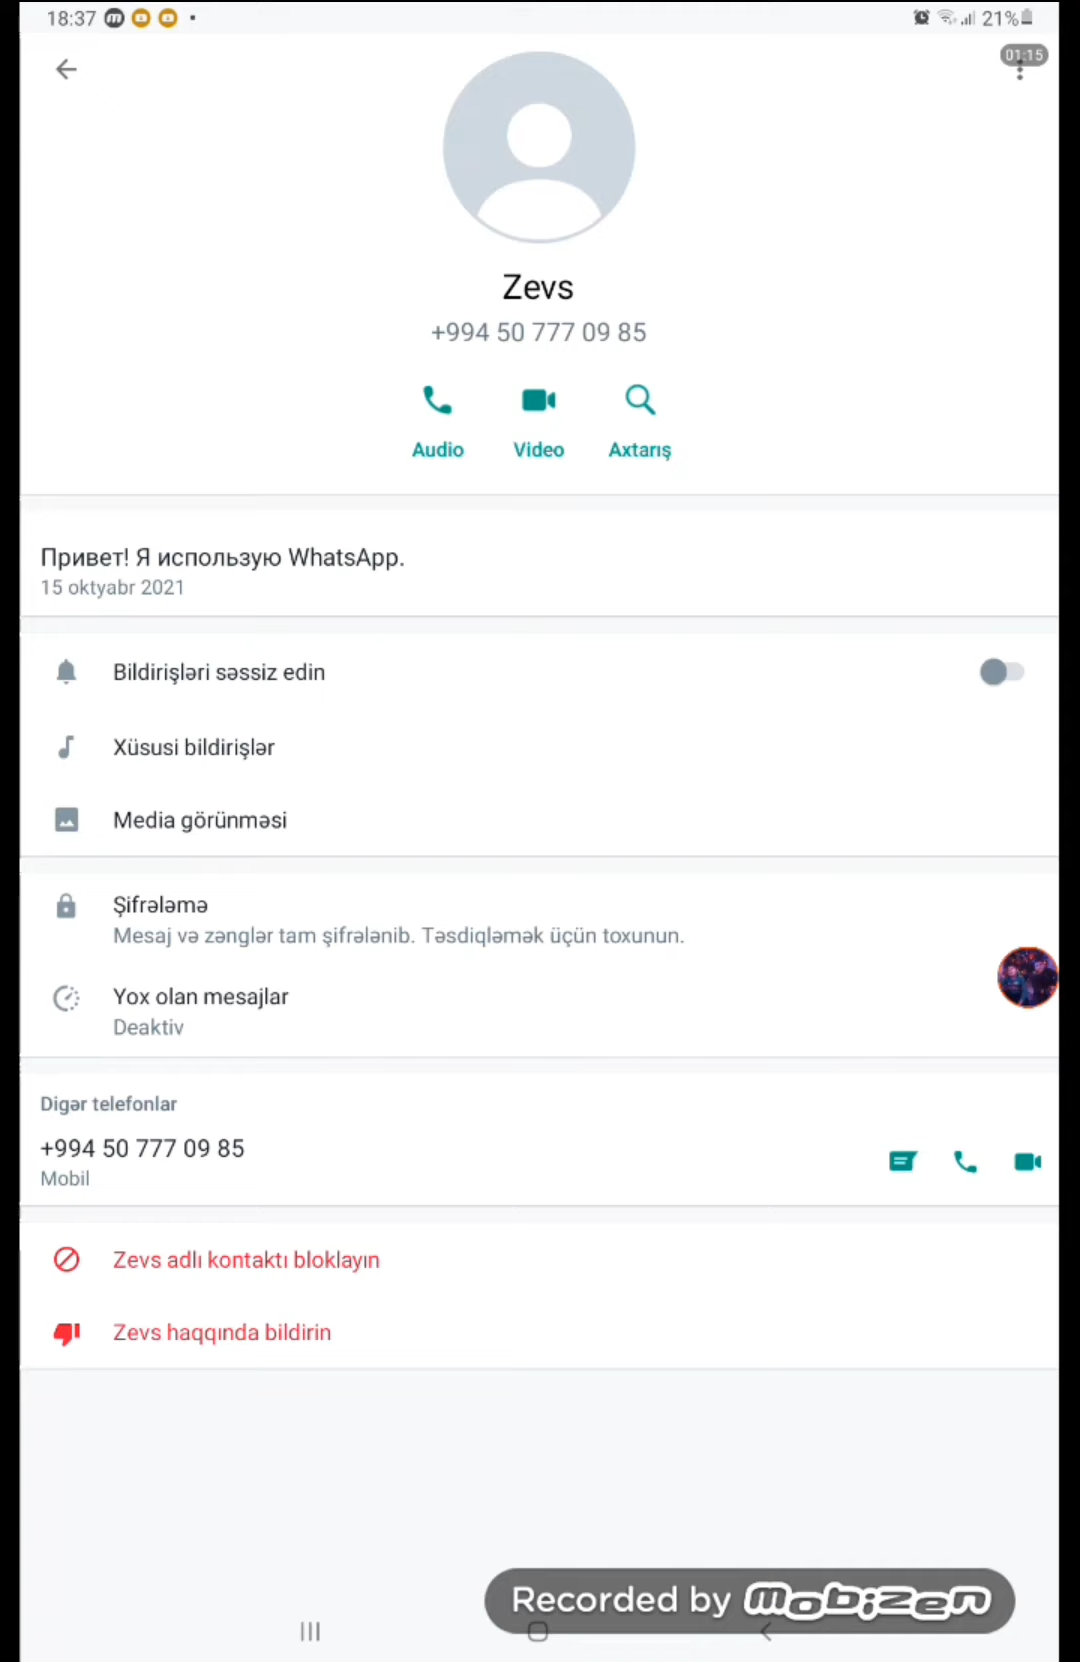 18:37
21%
01:15
Zevs
+994 50 777 09 85
Audio
Video
Axtarış
Привет! Я использую WhatsApp.
15 oktyabr 2021
Bildirişləri səssiz edin
Xüsusi bildirişlər
Media görünməsi
Şifrələmə
Mesaj və zənglər tam şifrələnib. Təsdiqləmək üçün toxunun.
Yox olan mesajlar
Deaktiv
Digər telefonlar
+994 50 777 09 85
Mobil
Zevs adlı kontaktı bloklayın
Zevs haqqında bildirin
Recorded by mobizen